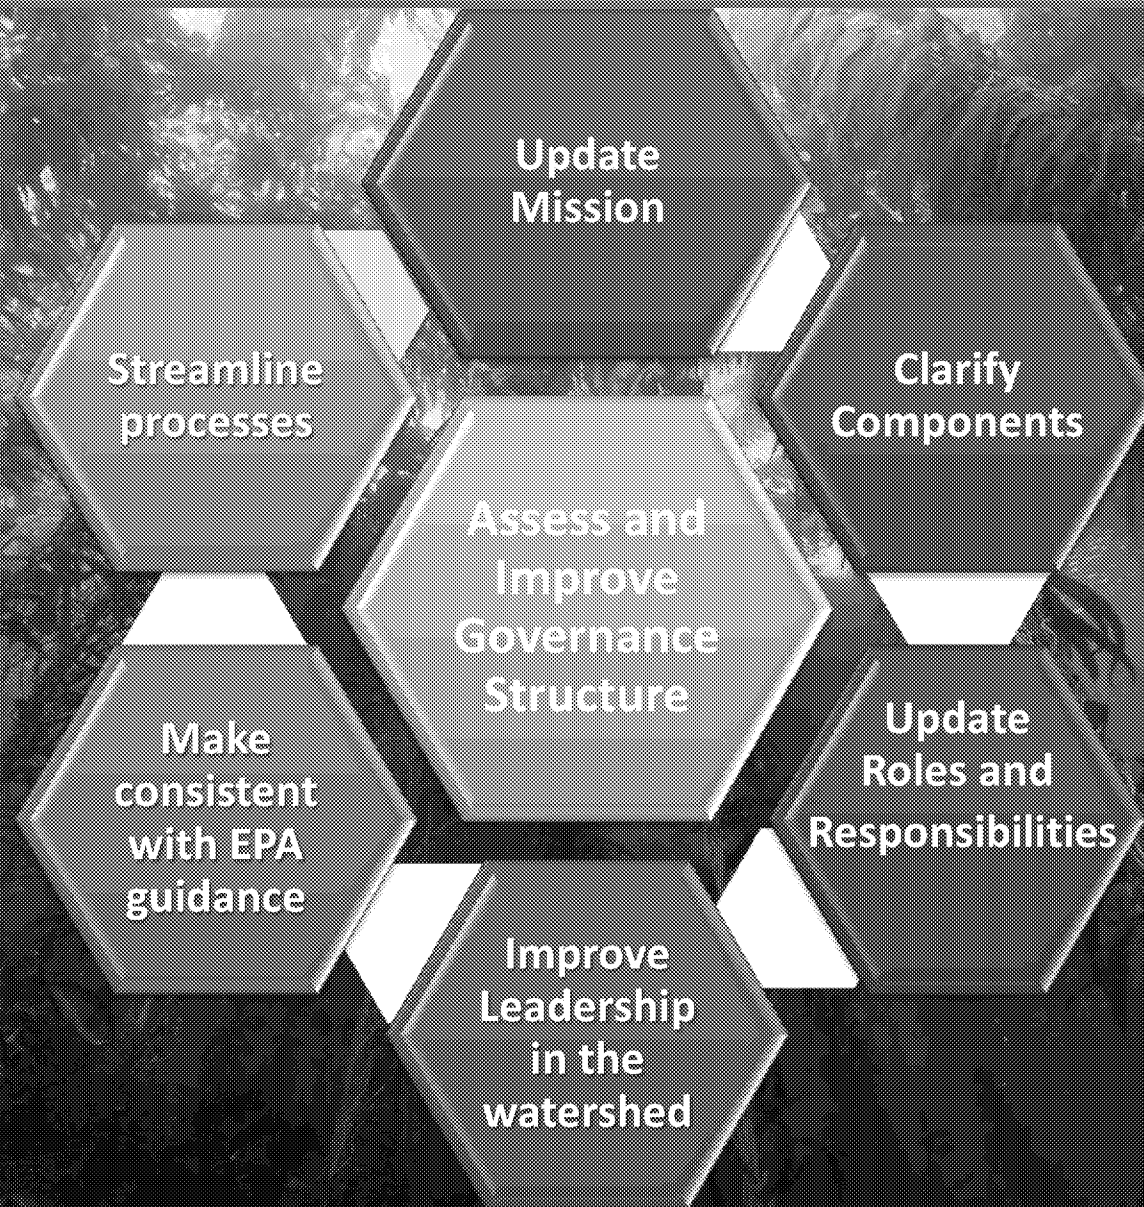 Update
Mission
Streamline
processes
Clarify
Components
Assess and
Improve
Governance
Structure
Make
consistent
with EPA
guidance
Update
Roles and
Responsibilities
Improve
Leadership
in the
watershed